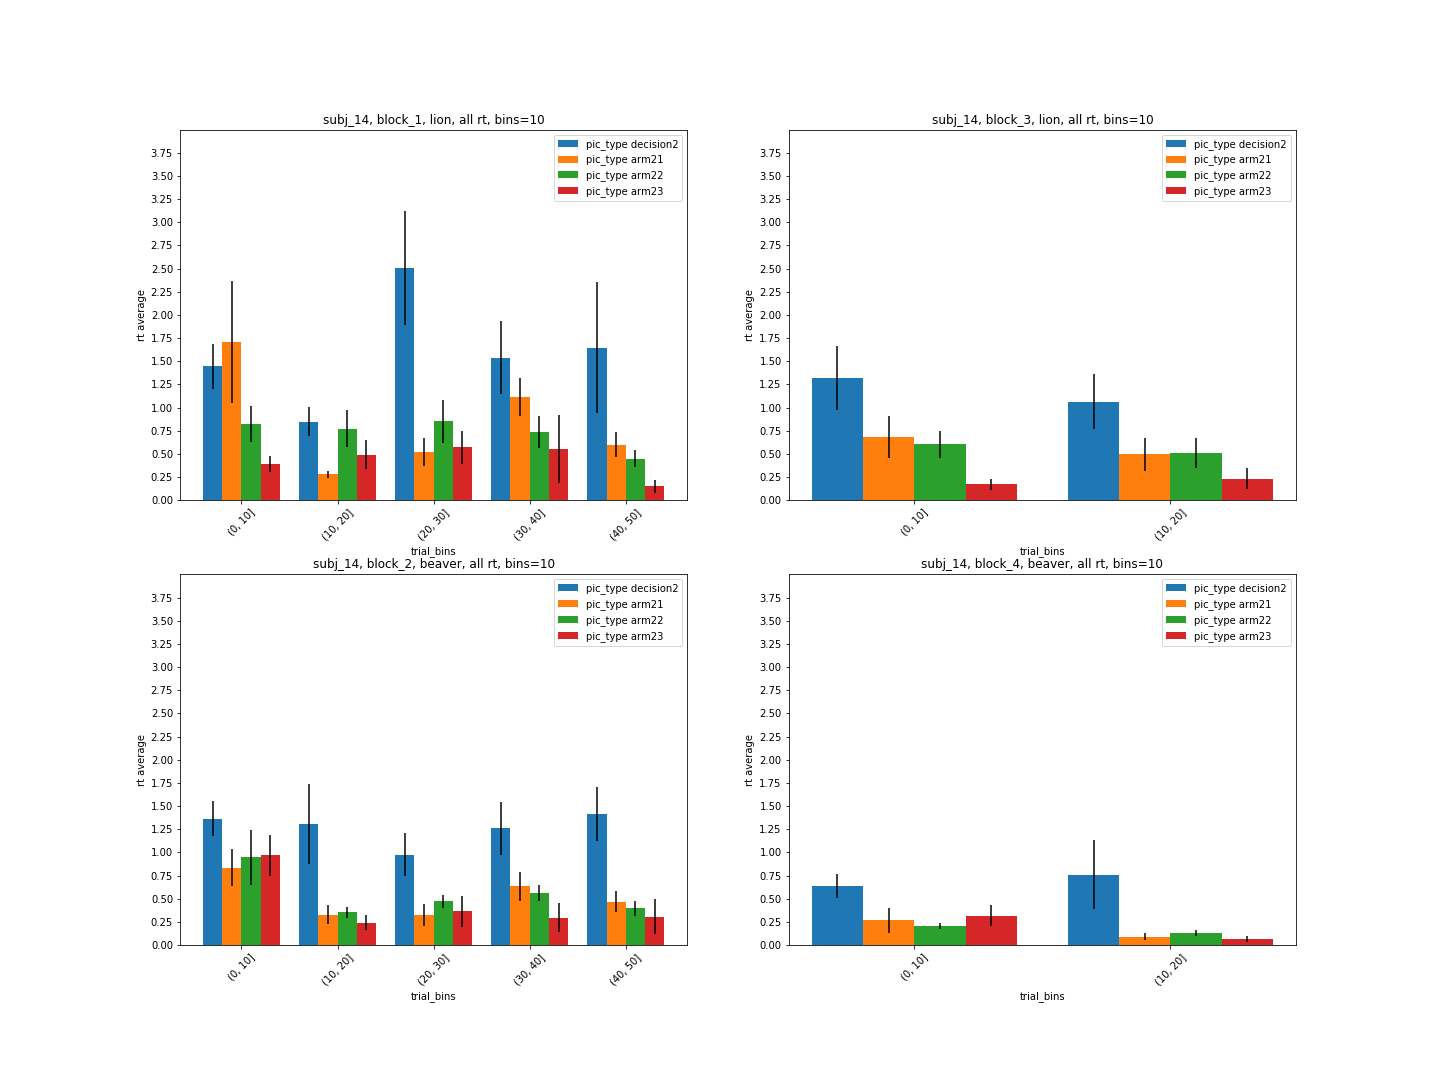 subj_14, block_1, lion, all rt, bins=10
pic_type decision2
pic_type arm21
pic_type arm22
pic_type arm23
rt average
3.75
3.50
3.25
3.00
2.75
2.50
2.25
2.00
1.75
1.50
1.25
1.00
0.75
0.50
0.25
0.00
(0, 10]
(10, 20]
(20, 30]
(30, 40]
(40, 50]
trial_bins
subj_14, block_3, lion, all rt, bins=10
pic_type decision2
pic_type arm21
pic_type arm22
pic_type arm23
rt average
3.75
3.50
3.25
3.00
2.75
2.50
2.25
2.00
1.75
1.50
1.25
1.00
0.75
0.50
0.25
0.00
(0, 10]
(10, 20]
trial_bins
subj_14, block_2, beaver, all rt, bins=10
pic_type decision2
pic_type arm21
pic_type arm22
pic_type arm23
rt average
3.75
3.50
3.25
3.00
2.75
2.50
2.25
2.00
1.75
1.50
1.25
1.00
0.75
0.50
0.25
0.00
(0, 10]
(10, 20]
(20, 30]
(30, 40]
(40, 50]
trial_bins
subj_14, block_4, beaver, all rt, bins=10
pic_type decision2
pic_type arm21
pic_type arm22
pic_type arm23
rt average
3.75
3.50
3.25
3.00
2.75
2.50
2.25
2.00
1.75
1.50
1.25
1.00
0.75
0.50
0.25
0.00
(0, 10]
(10, 20]
trial_bins